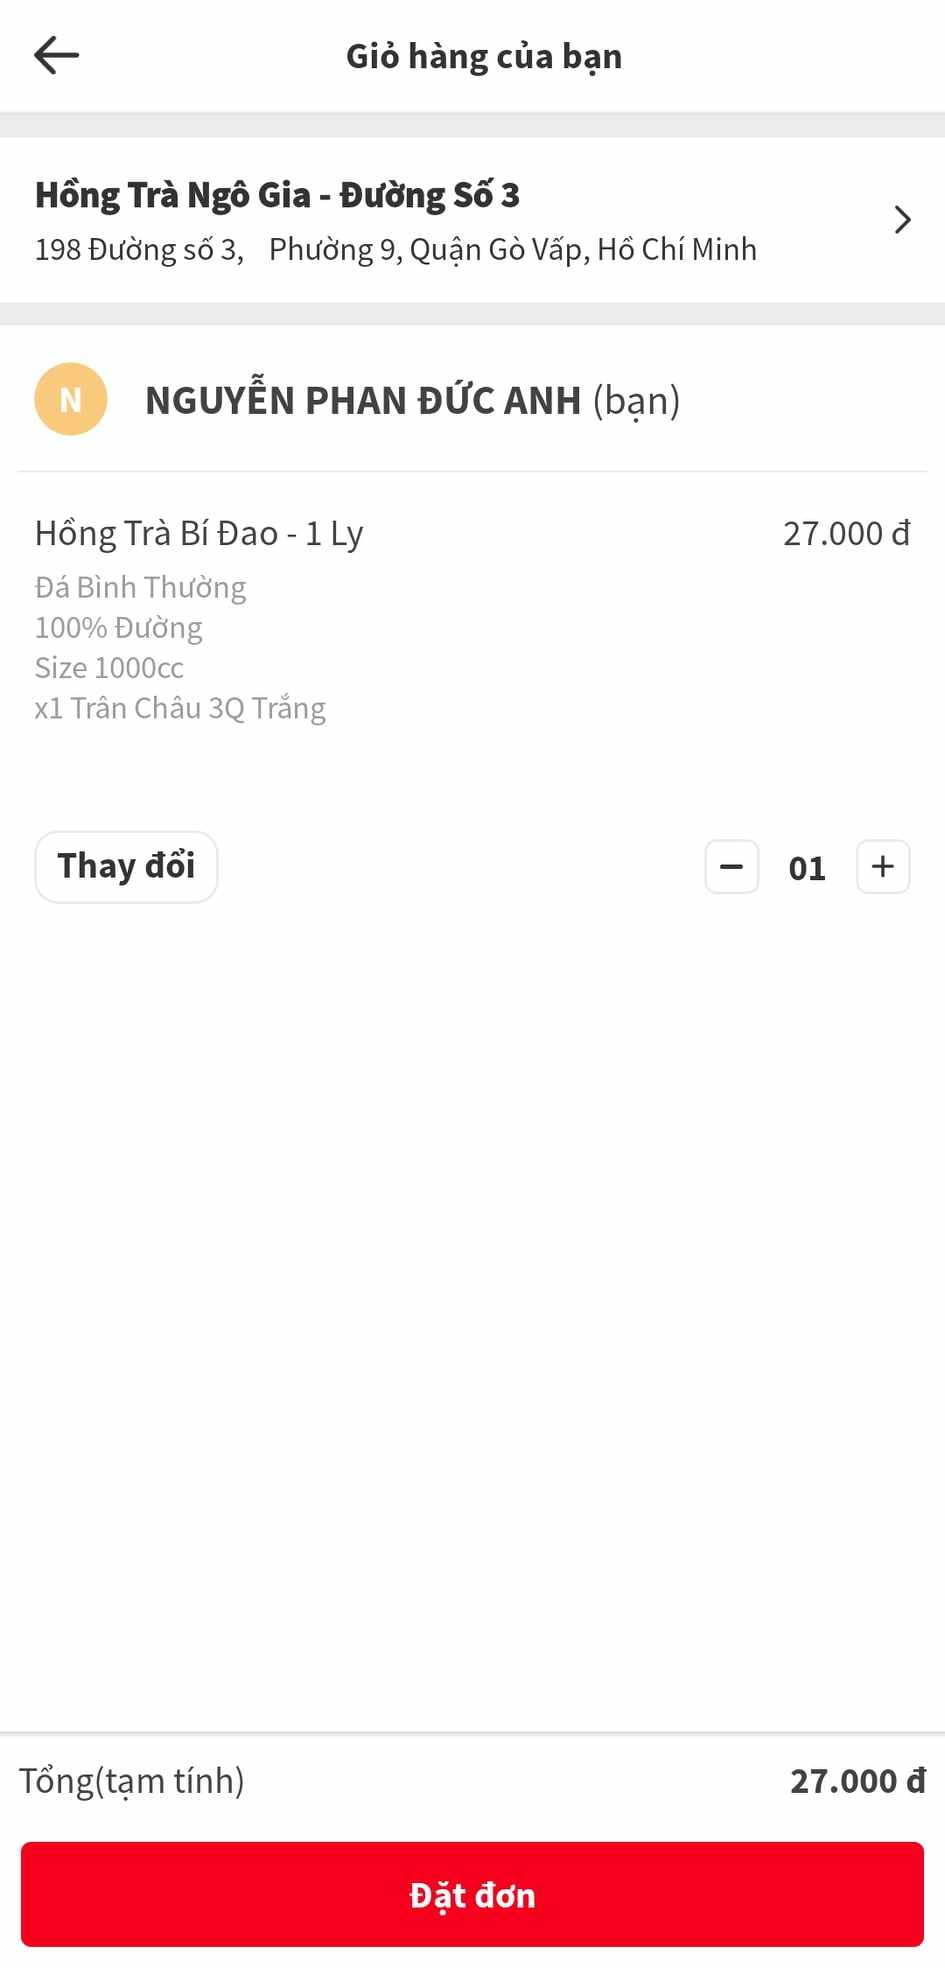 Giỏ hàng của bạn
Hồng Trà Ngô Gia - Đường Số 3
198 Đường số 3, Phường 9, Quận Gò Vấp, Hồ Chí Minh
N
NGUYỄN PHAN ĐỨC ANH (bạn)
Hồng Trà Bí Đao - 1 Ly 27.000 đ
Đá Bình Thường
100% Đường
Size 1000cc
x1 Trân Châu 3Q Trắng
Thay đổi
01
Tổng(tạm tính) 27.000 đ
Đặt đơn